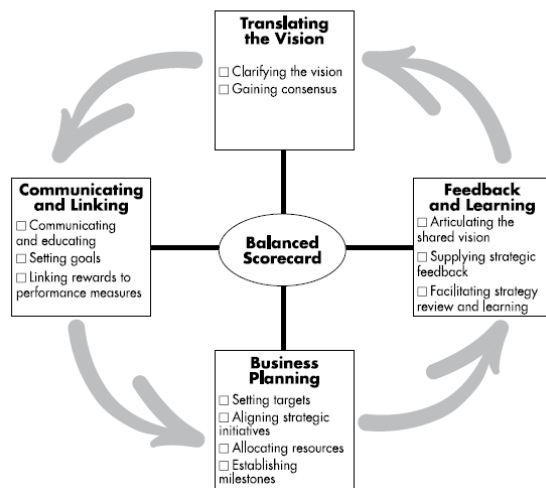 Translating
the Vision
☐ Clarifying the vision
☐ Gaining consensus
Communicating
and Linking
☐ Communicating
and educating
☐ Setting goals
☐ Linking rewards to
performance measures
Balanced
Scorecard
Feedback
and Learning
☐ Articulating the
shared vision
☐ Supplying strategic
feedback
☐ Facilitating strategy
review and learning
Business
Planning
☐ Setting targets
☐ Aligning strategic
initiatives
☐ Allocating resources
☐ Establishing
milestones